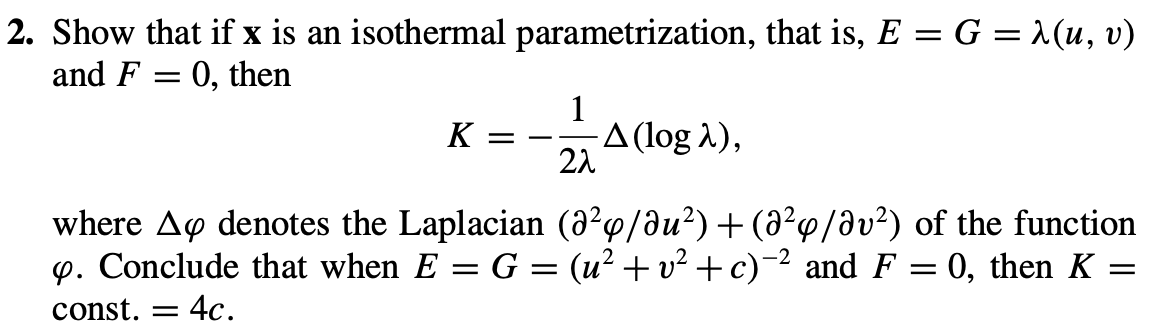 2. Show that if x is an isothermal parametrization, that is, E = G = λ(u, v)
and F = 0, then
K = −\frac{1}{2λ}Δ(log λ),
where Δφ denotes the Laplacian (∂²φ/∂u²) + (∂²φ/∂v²) of the function
φ. Conclude that when E = G = (u² + v² + c)⁻² and F = 0, then K =
const. = 4c.